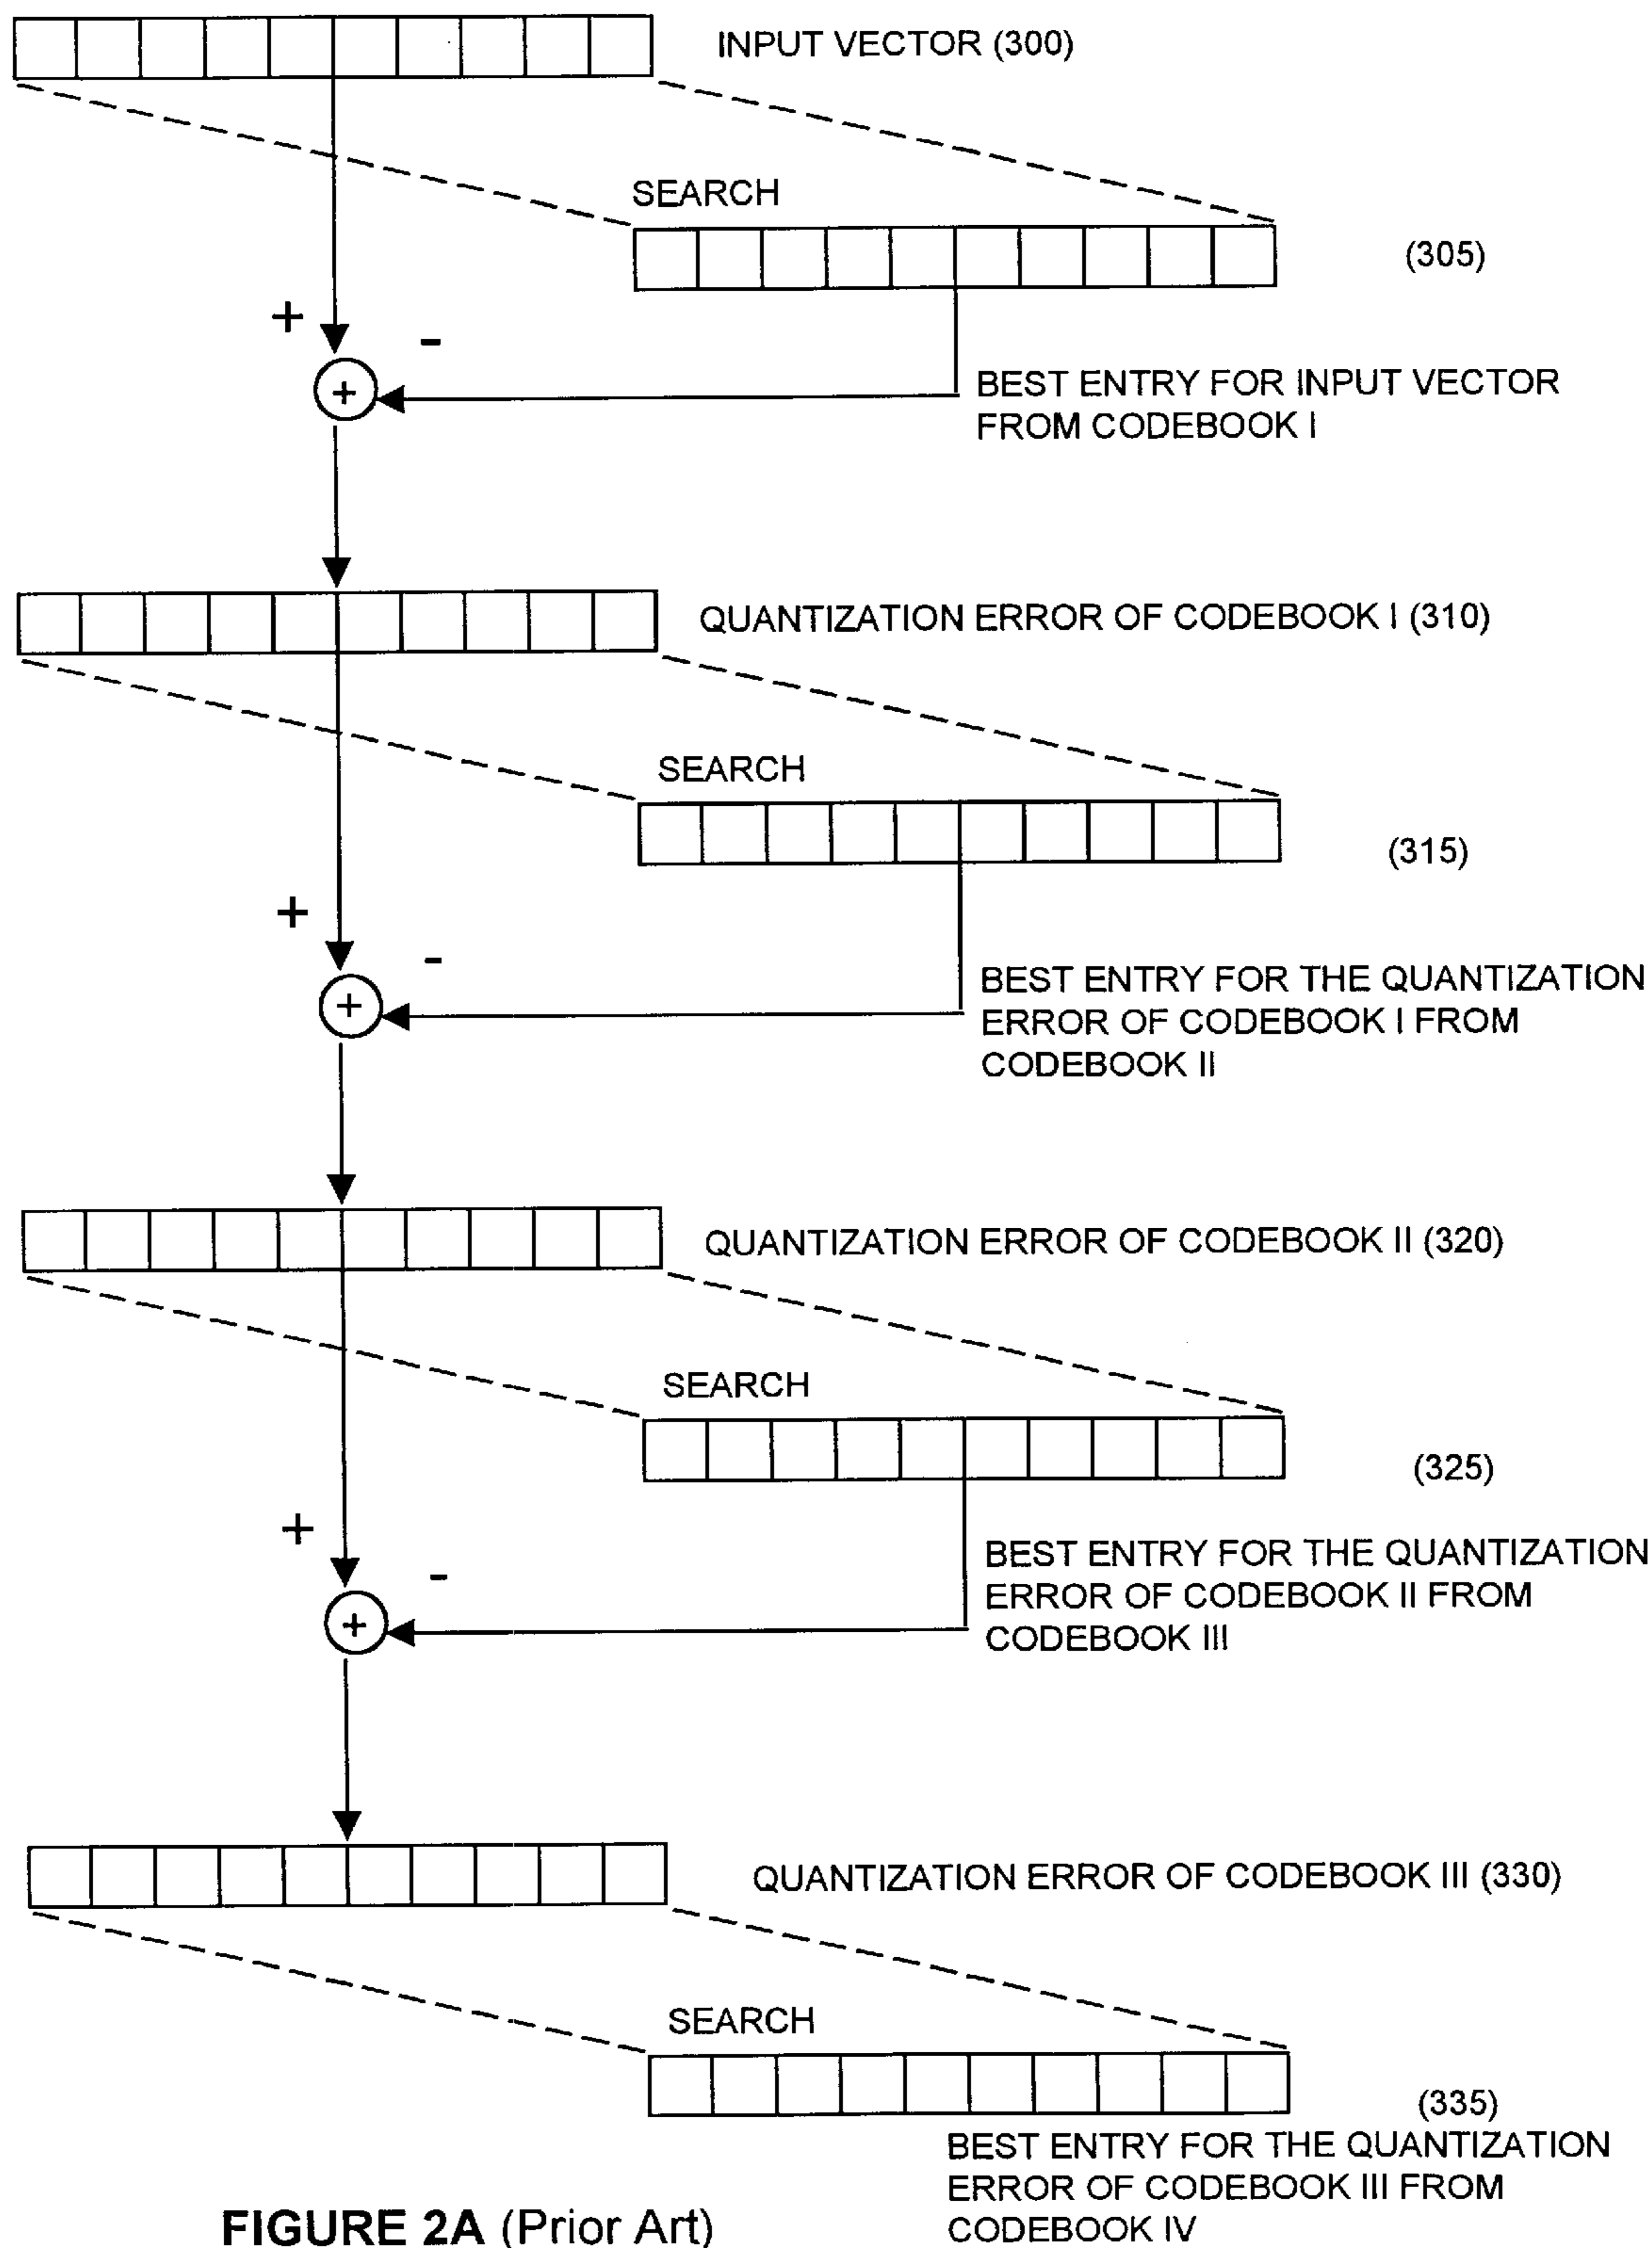 INPUT VECTOR (300)
SEARCH
(305)
+
-
+
BEST ENTRY FOR INPUT VECTOR
FROM CODEBOOK I
QUANTIZATION ERROR OF CODEBOOK I (310)
SEARCH
(315)
+
-
+
BEST ENTRY FOR THE QUANTIZATION
ERROR OF CODEBOOK I FROM
CODEBOOK II
QUANTIZATION ERROR OF CODEBOOK II (320)
SEARCH
(325)
+
-
+
BEST ENTRY FOR THE QUANTIZATION
ERROR OF CODEBOOK II FROM
CODEBOOK III
QUANTIZATION ERROR OF CODEBOOK III (330)
SEARCH
(335)
BEST ENTRY FOR THE QUANTIZATION
ERROR OF CODEBOOK III FROM
CODEBOOK IV
FIGURE 2A (Prior Art)